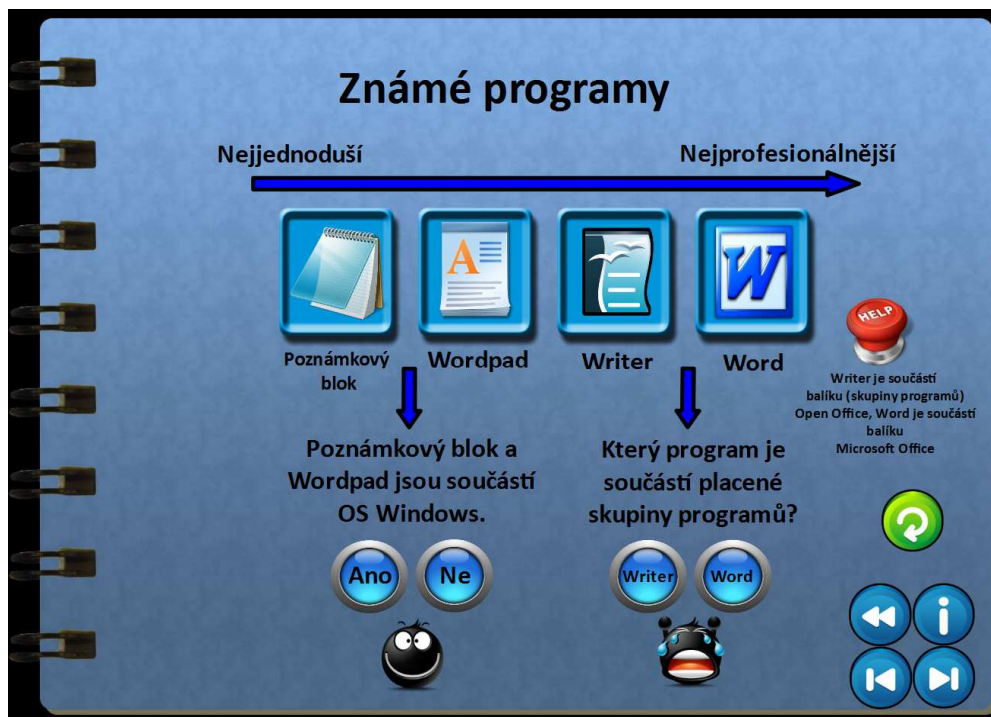 Známé programy
Nejjednoduší
Nejprofesionálnější
A
W
Poznámkový
blok
Wordpad
Writer
Word
HELP
Writer je součástí
balíku (skupiny programů)
Open Office, Word je součástí
balíku
Microsoft Office
Poznámkový blok a
Wordpad jsou součástí
OS Windows.
Který program je
součástí placené
skupiny programů?
Ano
Ne
Writer
Word
i